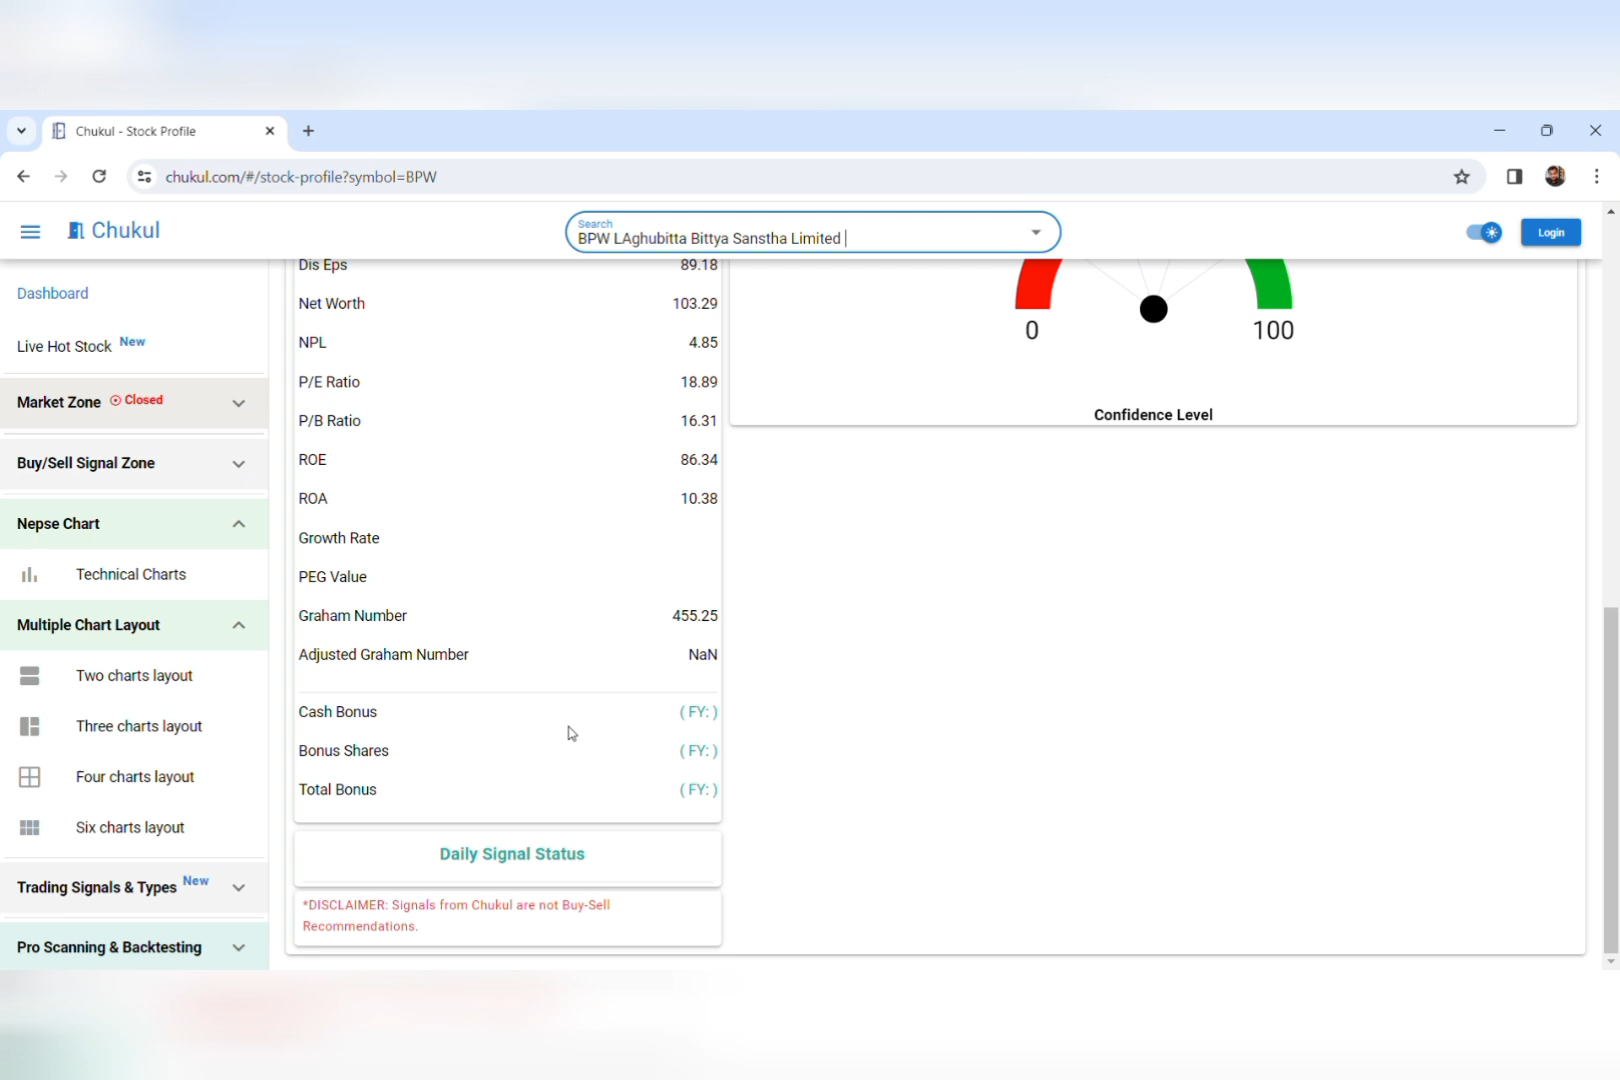 Chukul - Stock Profile
chukul.com/#/stock-profile?symbol=BPW
Chukul
Search
BPW LAghubitta Bittya Sanstha Limited
Login
Dashboard
Live Hot Stock New
Market Zone Closed
Buy/Sell Signal Zone
Nepse Chart
Technical Charts
Multiple Chart Layout
Two charts layout
Three charts layout
Four charts layout
Six charts layout
Trading Signals & Types New
Pro Scanning & Backtesting
Dis Eps 89.18
Net Worth 103.29
NPL 4.85
P/E Ratio 18.89
P/B Ratio 16.31
ROE 86.34
ROA 10.38
Growth Rate
PEG Value
Graham Number 455.25
Adjusted Graham Number NaN
Cash Bonus ( FY: )
Bonus Shares ( FY: )
Total Bonus ( FY: )
Daily Signal Status
*DISCLAIMER: Signals from Chukul are not Buy-Sell
Recommendations.
0 100
Confidence Level